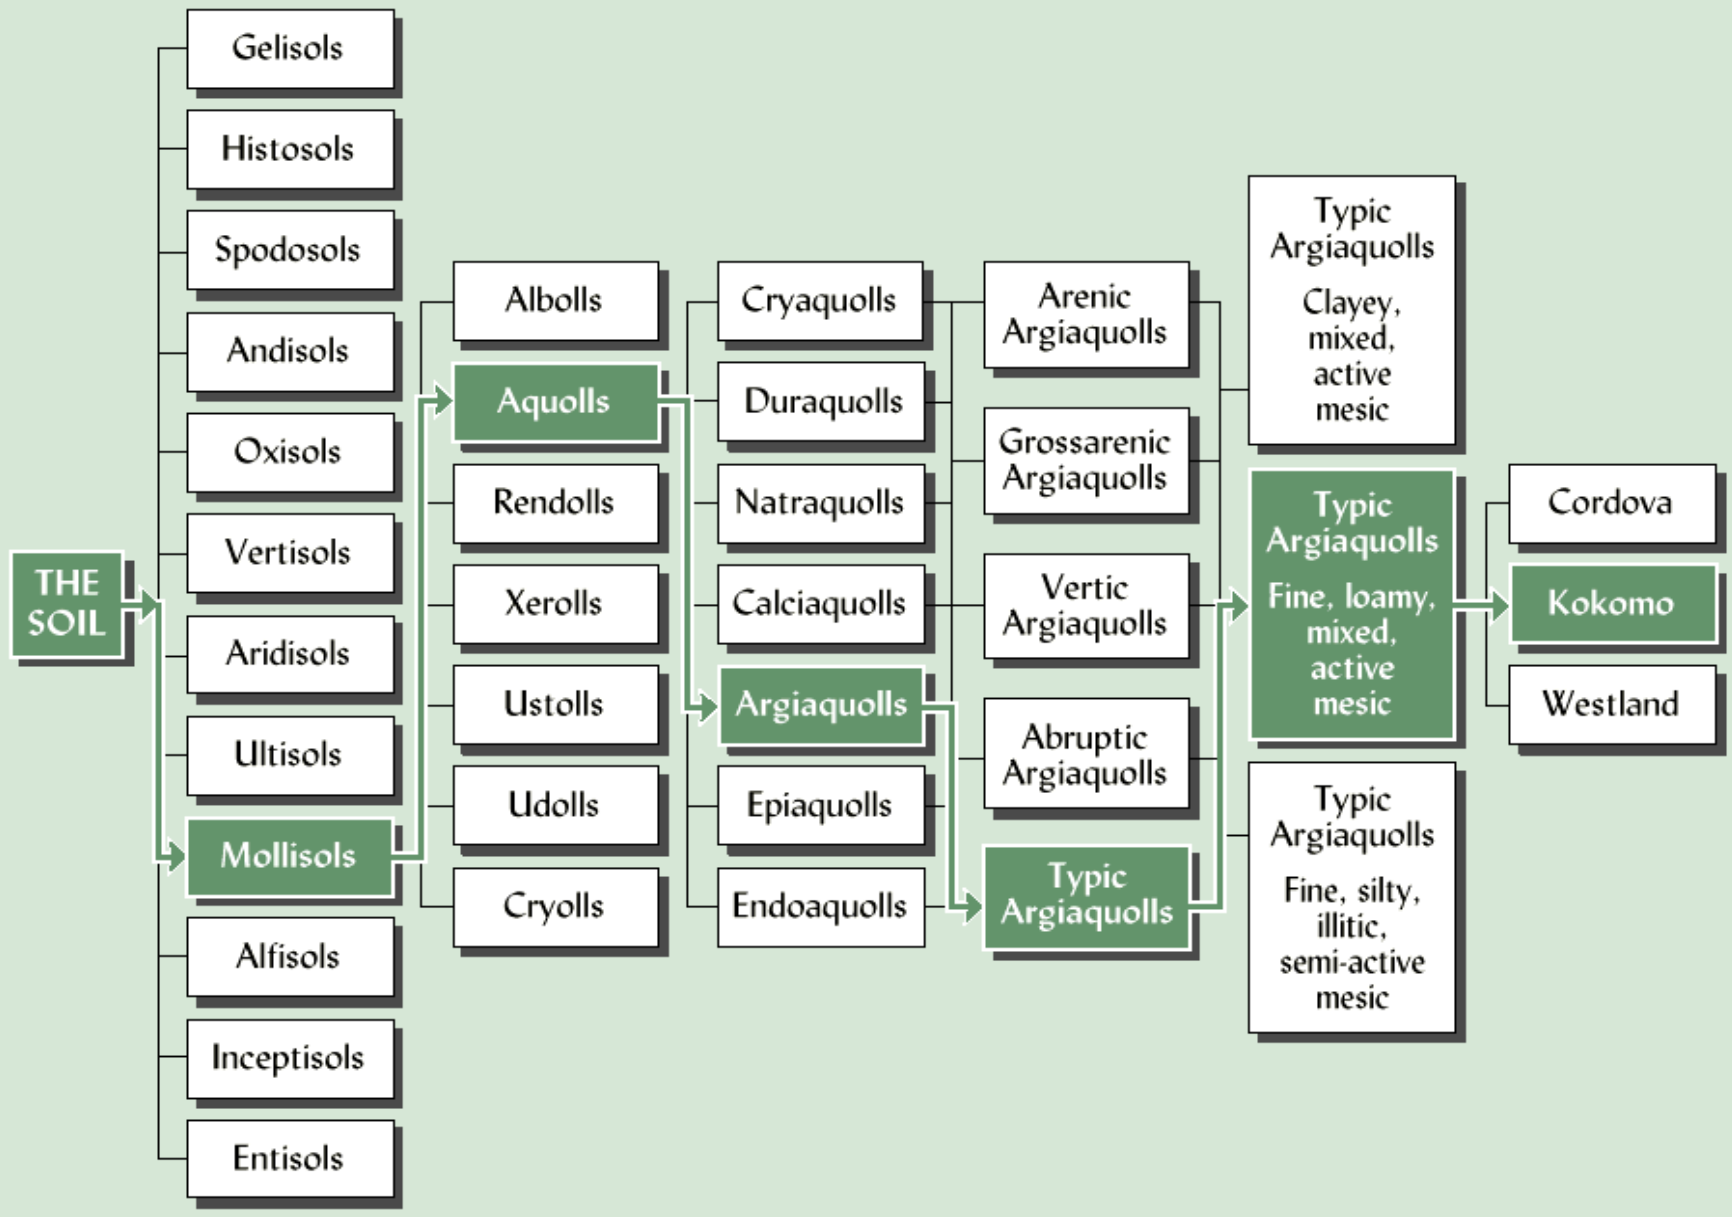 THE
SOIL
Gelisols
Histosols
Spodosols
Andisols
Oxisols
Vertisols
Aridisols
Ultisols
Mollisols
Alfisols
Inceptisols
Entisols
Albolls
Aquolls
Rendolls
Xerolls
Ustolls
Udolls
Cryolls
Cryaquolls
Duraquolls
Natraquolls
Calciaquolls
Argiaquolls
Epiaquolls
Endoaquolls
Arenic
Argiaquolls
Grossarenic
Argiaquolls
Vertic
Argiaquolls
Abruptic
Argiaquolls
Typic
Argiaquolls
Typic
Argiaquolls
Clayey,
mixed,
active
mesic
Typic
Argiaquolls
Fine, loamy,
mixed,
active
mesic
Typic
Argiaquolls
Fine, silty,
illitic,
semi-active
mesic
Cordova
Kokomo
Westland